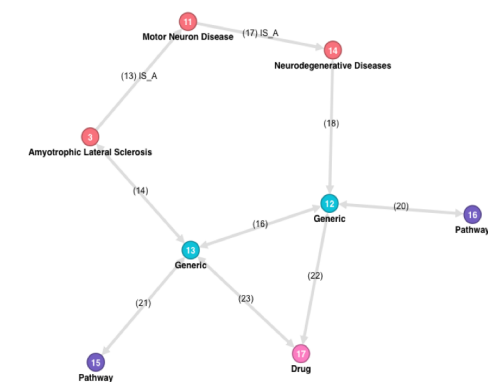 11
Motor Neuron Disease
(17) IS_A
14
Neurodegenerative Diseases
(13) IS_A
(18)
3
Amyotrophic Lateral Sclerosis
(14)
12
Generic
(20)
16
Pathway
(16)
13
Generic
(22)
(21)
(23)
15
Pathway
17
Drug